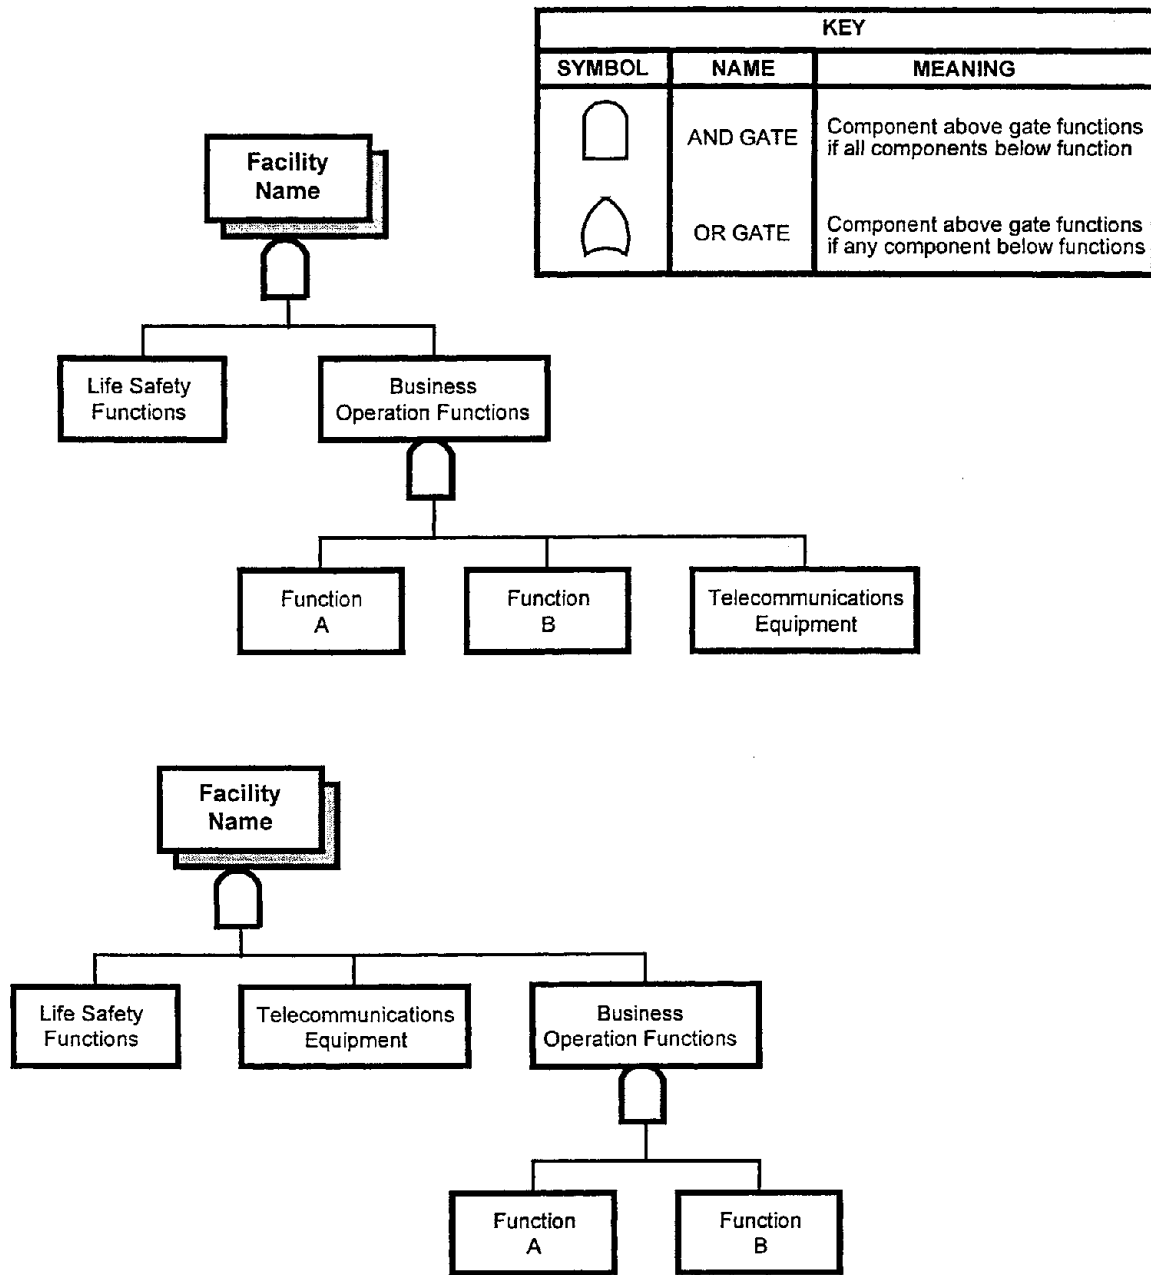 KEY
SYMBOL NAME MEANING
AND GATE
Component above gate functions
if all components below function
OR GATE
Component above gate functions
if any component below functions
Facility
Name
Life Safety
Functions
Business
Operation Functions
Function
A
Function
B
Telecommunications
Equipment
Facility
Name
Life Safety
Functions
Telecommunications
Equipment
Business
Operation Functions
Function
A
Function
B